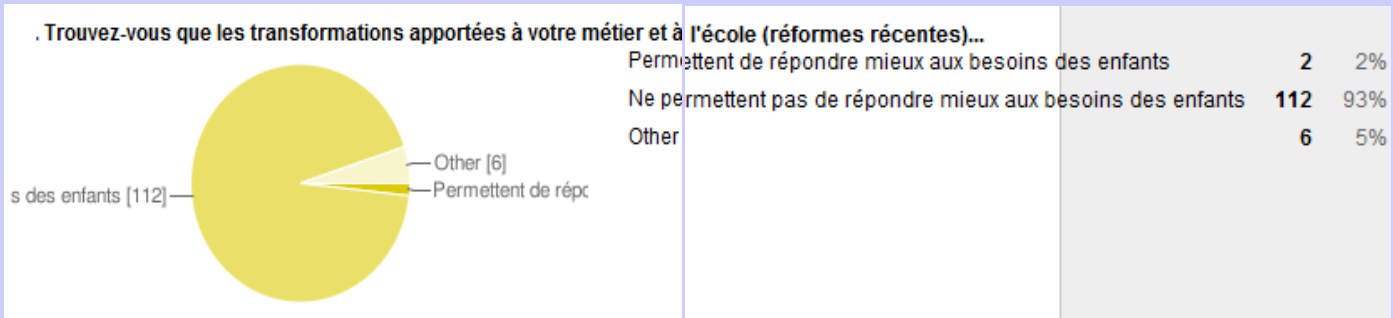 . Trouvez-vous que les transformations apportées à votre métier et à l'école (réformes récentes)...
Permettent de répondre mieux aux besoins des enfants 2 2%
Ne permettent pas de répondre mieux aux besoins des enfants 112 93%
Other 6 5%
Other [6]
Permettent de répo
s des enfants [112]